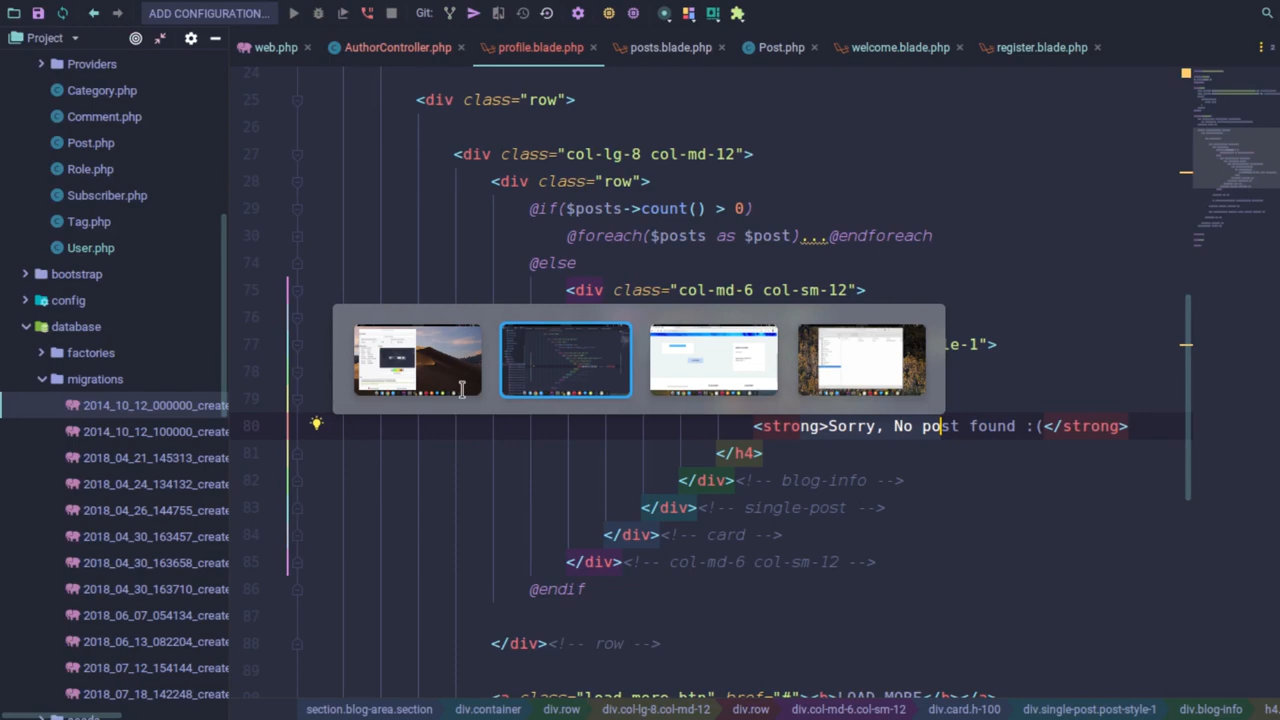 ADD CONFIGURATION... Git:
Project
web.php AuthorController.php profile.blade.php posts.blade.php Post.php welcome.blade.php register.blade.php 2
Providers
Category.php
Comment.php
Post.php
Role.php
Subscriber.php
Tag.php
User.php
bootstrap
config
database
factories
migrations
2014_10_12_000000_create
2014_10_12_100000_create
2018_04_21_145313_create
2018_04_24_134132_create
2018_04_26_144755_create
2018_04_30_163457_create
2018_04_30_163658_create
2018_04_30_163710_create
2018_06_07_054134_create
2018_06_13_082204_create
2018_07_12_154144_create
2018_07_18_142248_create
24
25 <div class="row">
26
27 <div class="col-lg-8 col-md-12">
28 <div class="row">
29 @if($posts->count() > 0)
30 @foreach($posts as $post)...@endforeach
74 @else
75 <div class="col-md-6 col-sm-12">
76
77 e-1">
78
79
80 <strong>Sorry, No post found :(</strong>
81 </h4>
82 </div><!-- blog-info -->
83 </div><!-- single-post -->
84 </div><!-- card -->
85 </div><!-- col-md-6 col-sm-12 -->
86 @endif
87
88 </div><!-- row -->
89
<a class="load-more-btn" href="#"><b>LOAD MORE</b></a>
section.blog-area.section div.container div.row div.col-lg-8.col-md-12 div.row div.col-md-6.col-sm-12 div.card.h-100 div.single-post.post-style-1 div.blog-info h4.